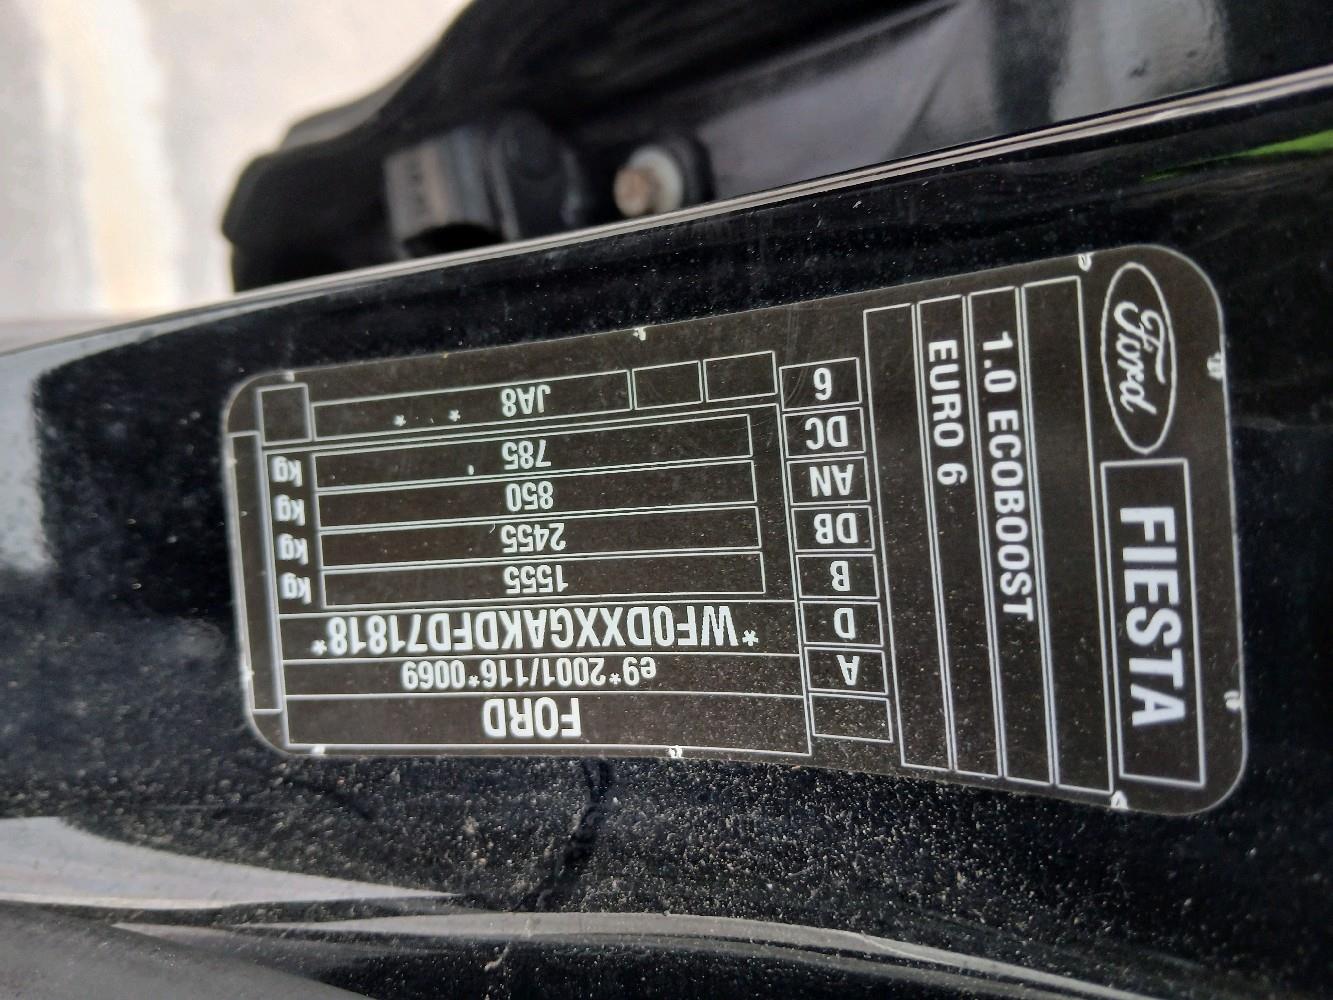 Ford
FIESTA
1.0 ECOBOOST
EURO 6
FORD
A e9*2001/116*0069
D *WF0DXXGAKDFD71818*
B 1555 kg
DB 2455 kg
AN 850 kg
DC 785 kg
6 JA8 * *